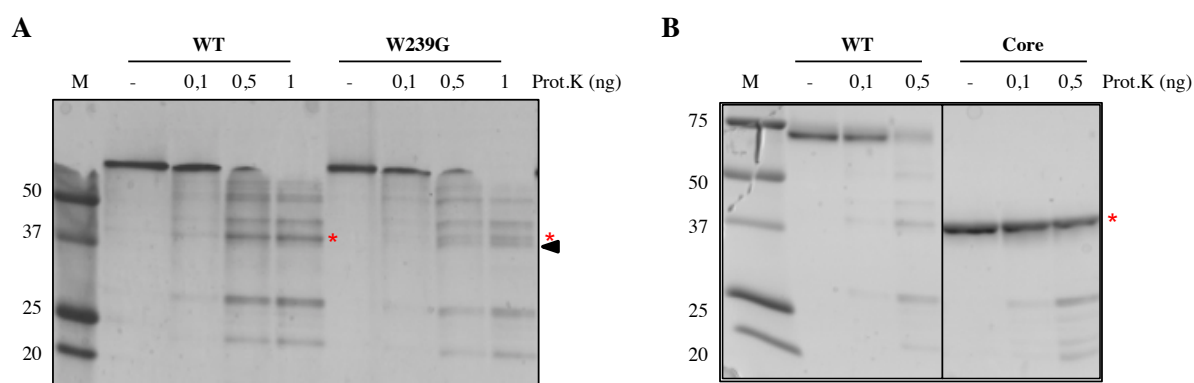 A
WT W239G
M - 0,1 0,5 1 - 0,1 0,5 1 Prot.K (ng)
50
37
*
*
25
20
B
WT Core
M - 0,1 0,5 - 0,1 0,5 Prot.K (ng)
75
50
37
*
25
20